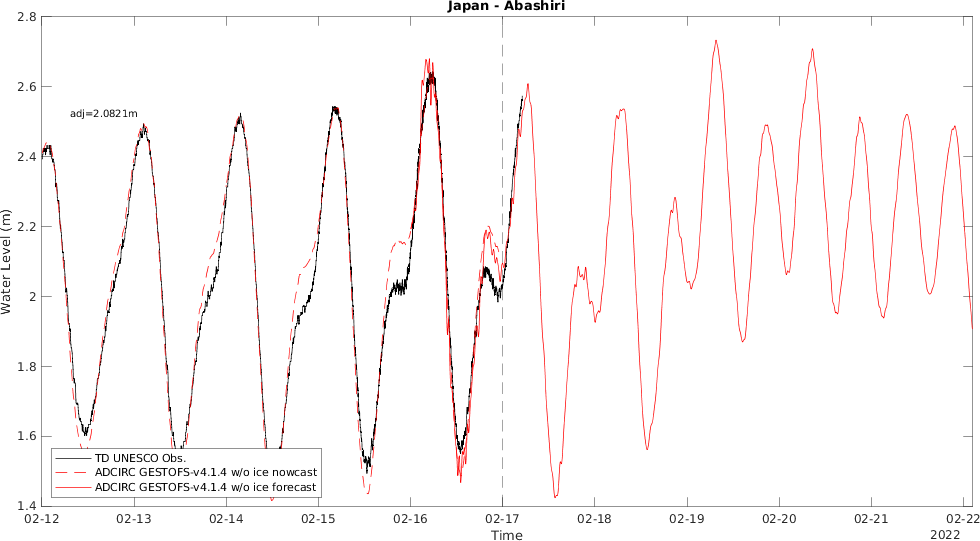 Japan - Abashiri
Water Level (m)
2.8
2.6
2.4
2.2
2
1.8
1.6
1.4
adj=2.0821m
TD UNESCO Obs.
ADCIRC GESTOFS-v4.1.4 w/o ice nowcast
ADCIRC GESTOFS-v4.1.4 w/o ice forecast
02-12 02-13 02-14 02-15 02-16 02-17 02-18 02-19 02-20 02-21 02-22
Time
2022